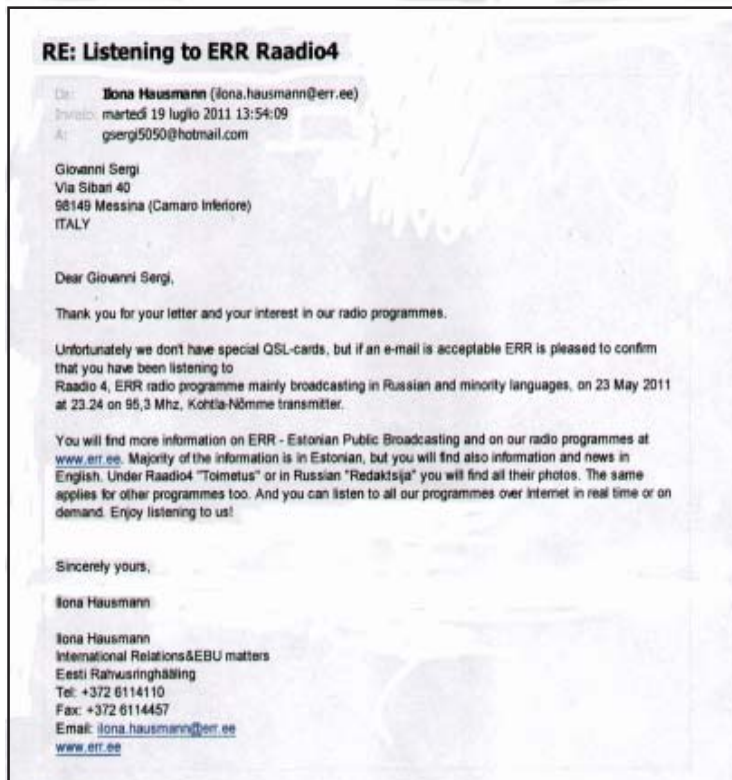 RE: Listening to ERR Raadio4
Da: Ilona Hausmann (ilona.hausmann@err.ee)
Inviato: martedì 19 luglio 2011 13:54:09
A: gsergi5050@hotmail.com
Giovanni Sergi
Via Sibari 40
98149 Messina (Camaro Inferiore)
ITALY
Dear Giovanni Sergi,
Thank you for your letter and your interest in our radio programmes.
Unfortunately we don't have special QSL-cards, but if an e-mail is acceptable ERR is pleased to confirm
that you have been listening to
Raadio 4, ERR radio programme mainly broadcasting in Russian and minority languages, on 23 May 2011
at 23.24 on 95,3 Mhz, Kohtla-Nõmme transmitter.
You will find more information on ERR - Estonian Public Broadcasting and on our radio programmes at
www.err.ee. Majority of the information is in Estonian, but you will find also information and news in
English. Under Raadio4 "Toimetus" or in Russian "Redaktsija" you will find all their photos. The same
applies for other programmes too. And you can listen to all our programmes over Internet in real time or on
demand. Enjoy listening to us!
Sincerely yours,
Ilona Hausmann
Ilona Hausmann
International Relations&EBU matters
Eesti Rahvusringhääling
Tel: +372 6114110
Fax: +372 6114457
Email: ilona.hausmann@err.ee
www.err.ee